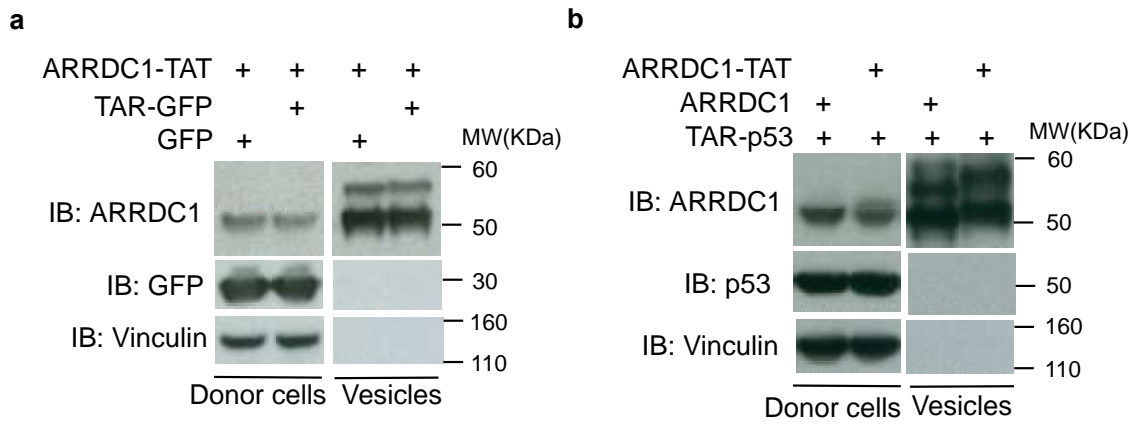 a
ARRDC1-TAT + + + +
TAR-GFP + +
GFP + + MW(KDa)
60
IB: ARRDC1
50
IB: GFP 30
160
IB: Vinculin
110
Donor cells Vesicles
b
ARRDC1-TAT + +
ARRDC1 + +
TAR-p53 + + + + MW(KDa)
60
IB: ARRDC1
50
IB: p53 50
160
IB: Vinculin
110
Donor cells Vesicles